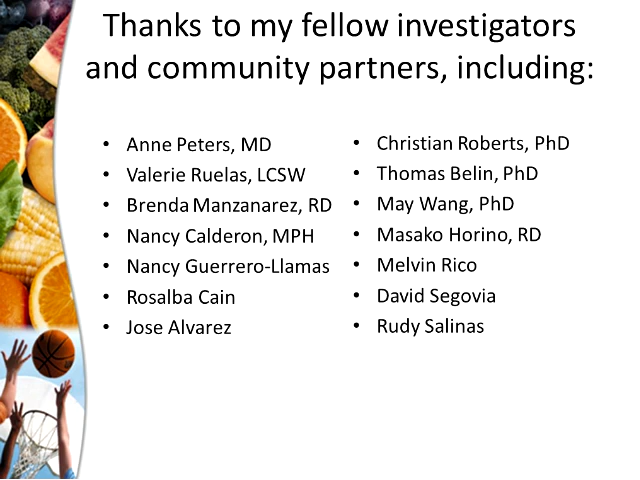 Thanks to my fellow investigators
and community partners, including:
• Anne Peters, MD
• Valerie Ruelas, LCSW
• Brenda Manzanarez, RD
• Nancy Calderon, MPH
• Nancy Guerrero-Llamas
• Rosalba Cain
• Jose Alvarez
• Christian Roberts, PhD
• Thomas Belin, PhD
• May Wang, PhD
• Masako Horino, RD
• Melvin Rico
• David Segovia
• Rudy Salinas